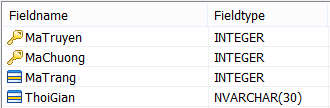 Fieldname Fieldtype
MaTruyen INTEGER
MaChuong INTEGER
MaTrang INTEGER
ThoiGian NVARCHAR(30)